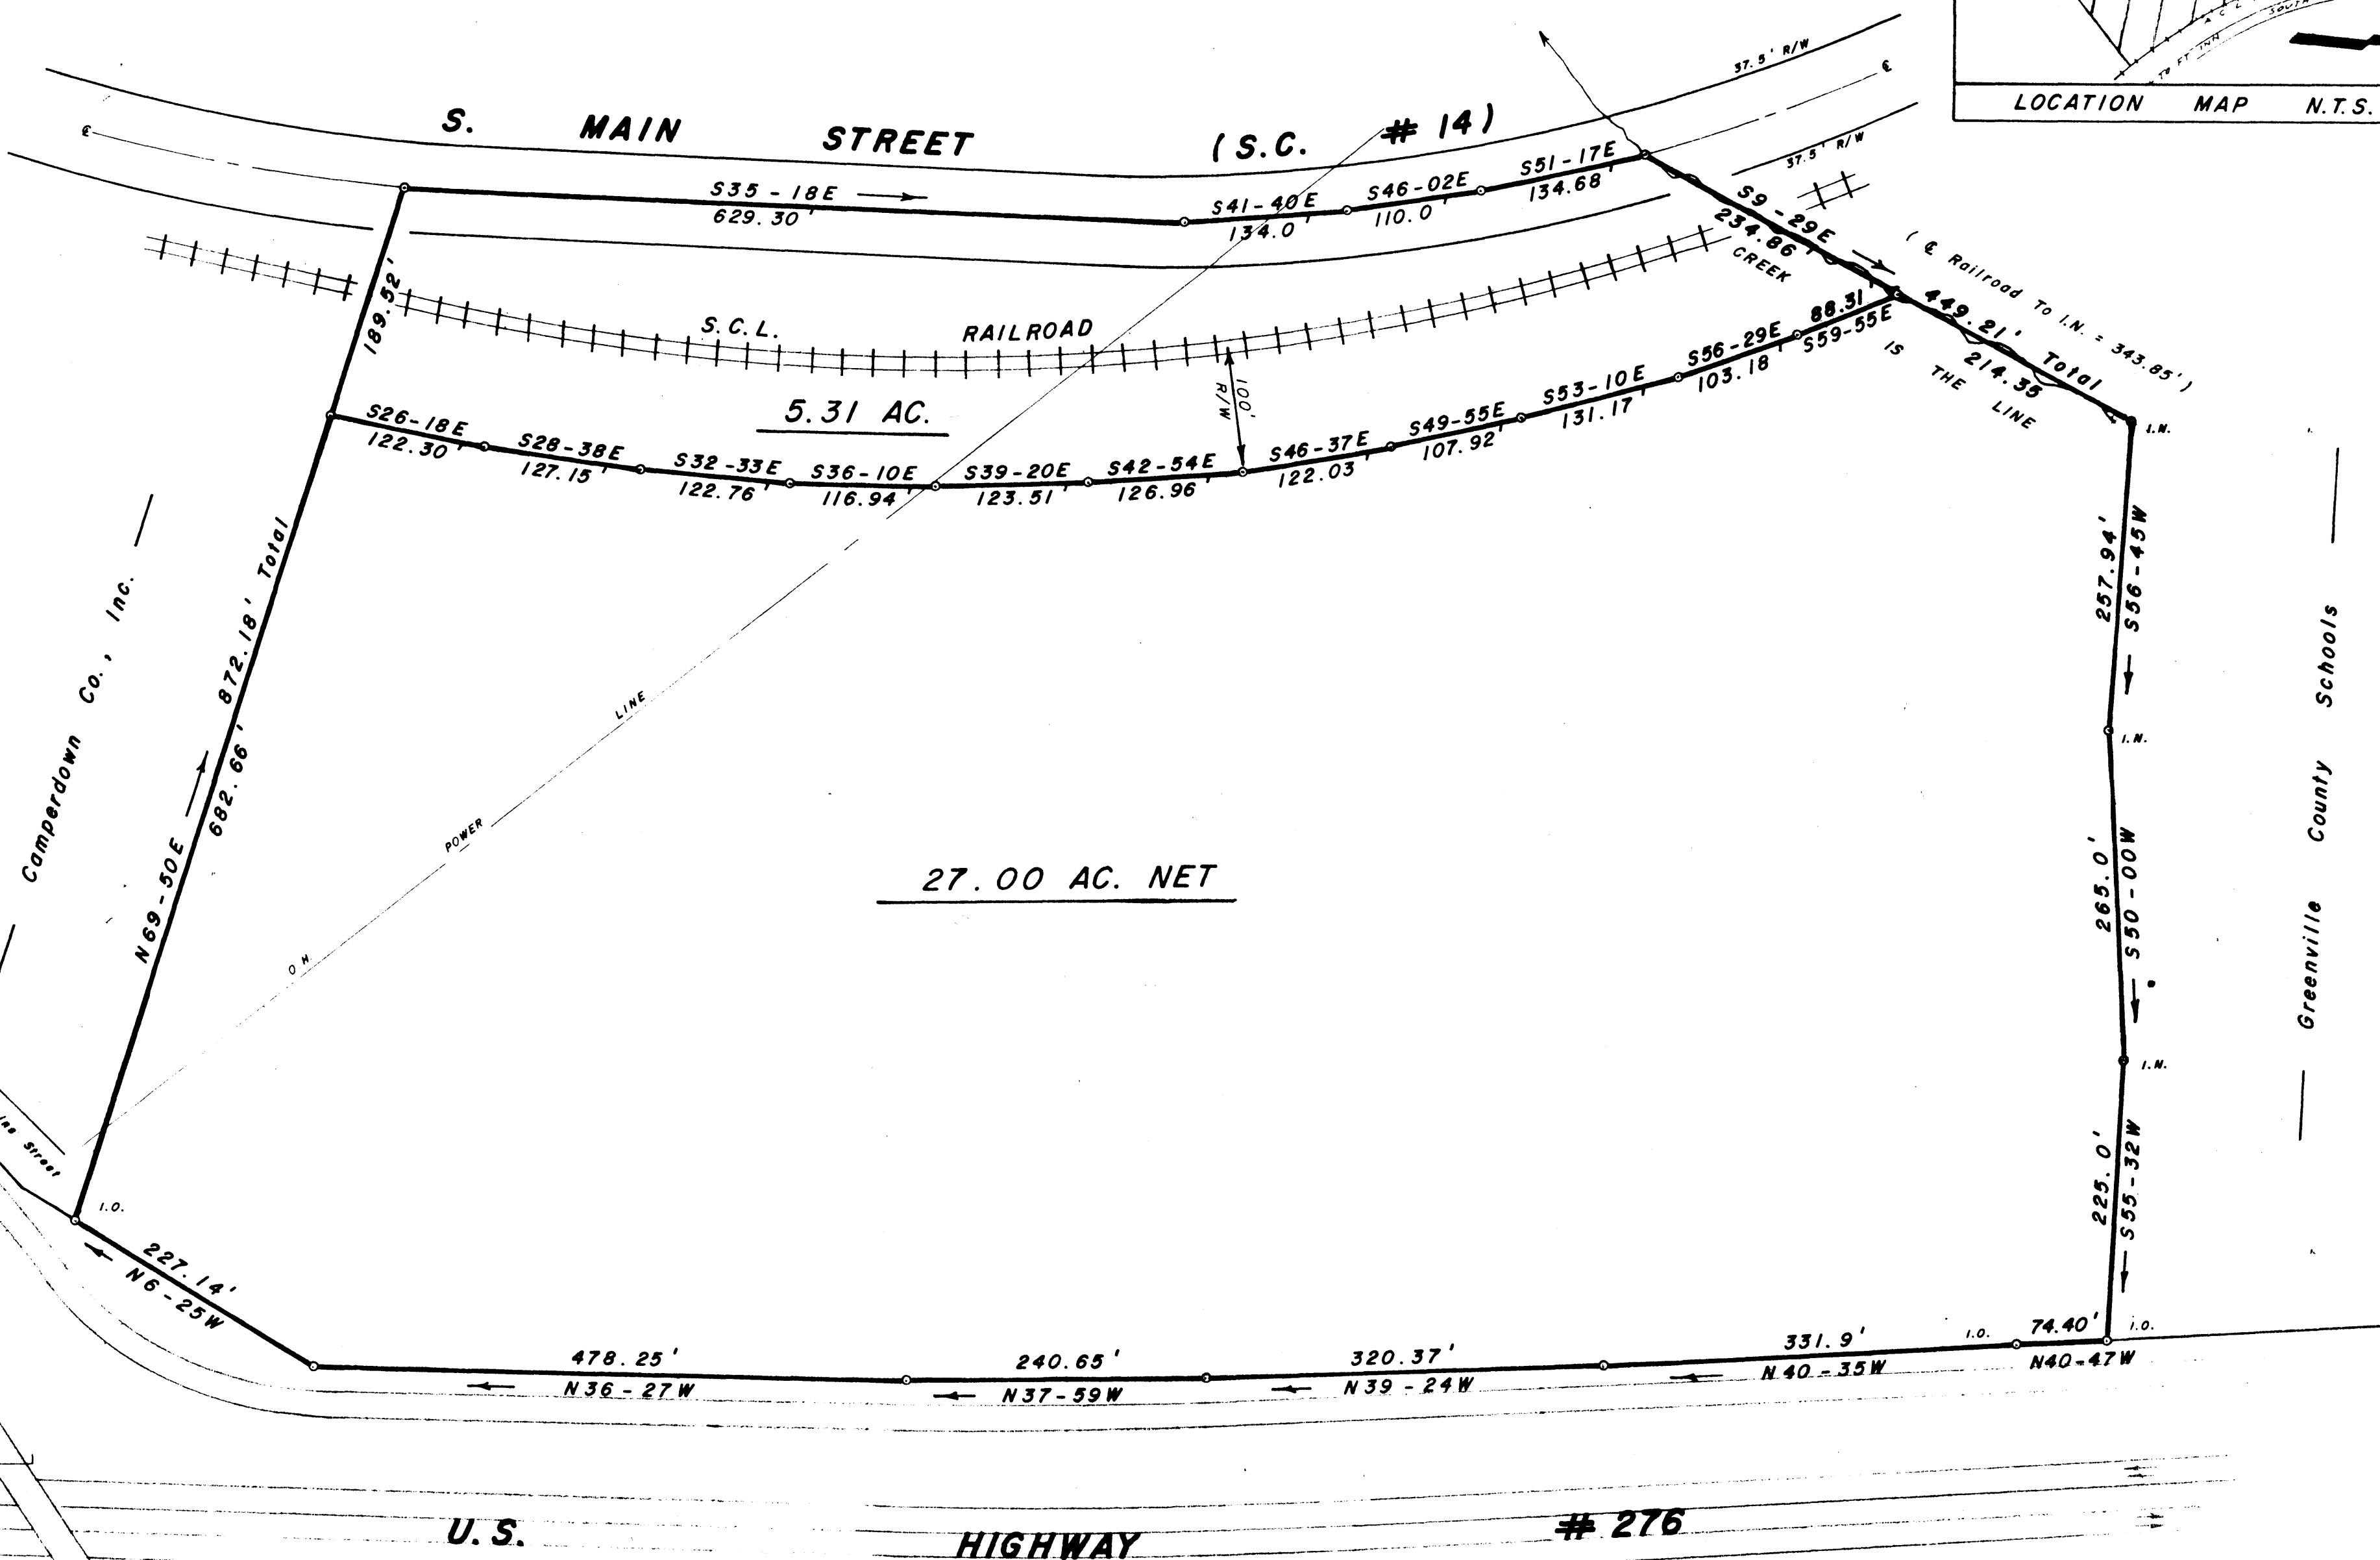 A C L
SOUTH
TO FT INN
LOCATION MAP N.T.S.
37.5' R/W
℄
℄
S. MAIN STREET (S.C. # 14)
37.5' R/W
S35-18E
629.30'
S41-40E
134.0'
S46-02E
110.0'
S51-17E
134.68'
S9-29E
234.86'
CREEK IS THE LINE
(℄ Railroad To I.N. = 343.85')
449.21' Total
214.35
I.N.
189.52'
S.C.L. RAILROAD
100' R/W
5.31 AC.
S26-18E
122.30'
S28-38E
127.15'
S32-33E
122.76'
S36-10E
116.94'
S39-20E
123.51'
S42-54E
126.96'
S46-37E
122.03'
S49-55E
107.92'
S53-10E
131.17'
S56-29E
103.18'
88.31'
S59-55E
Camperdown Co., Inc.
872.18' Total
N69-50E
682.66'
O.H. POWER LINE
27.00 AC. NET
257.94'
S56-45W
I.N.
265.0'
S50-00W
I.N.
225.0'
S55-32W
Greenville County Schools
Street
I.O.
227.14'
N6-25W
478.25'
N36-27W
240.65'
N37-59W
320.37'
N39-24W
331.9'
N40-35W
I.O.
74.40'
N40-47W
I.O.
U.S. HIGHWAY # 276